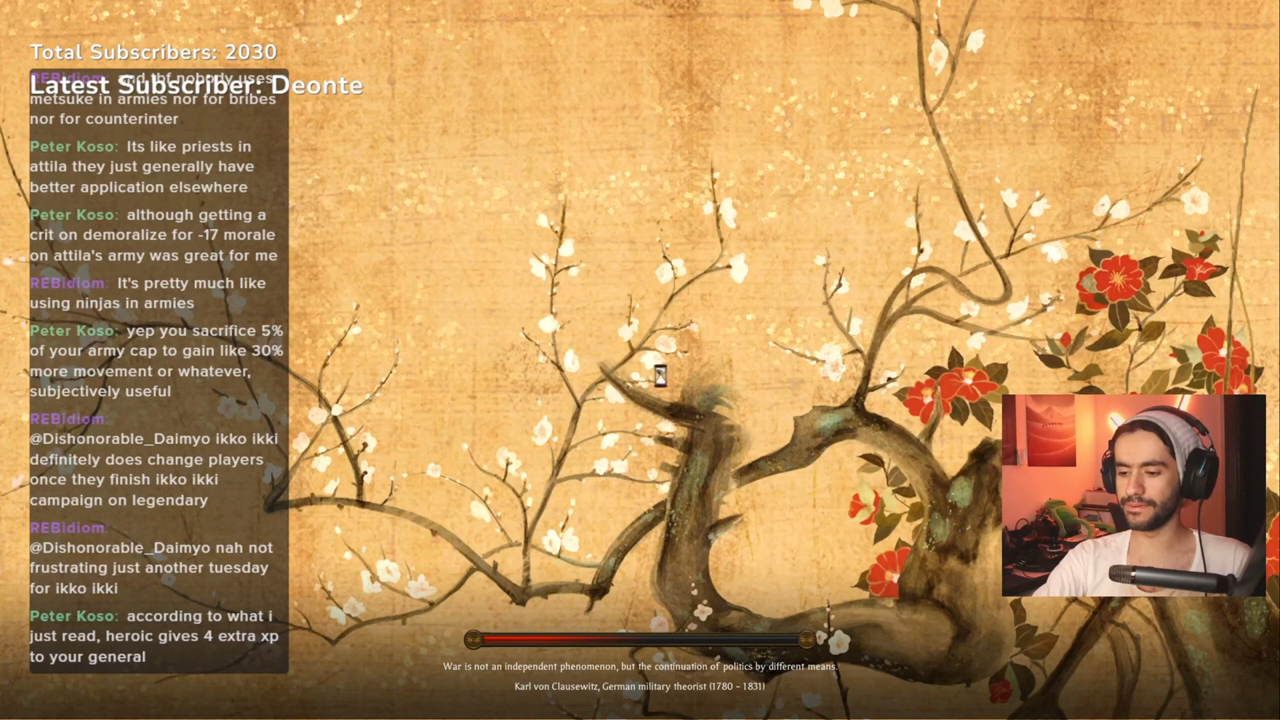 Total Subscribers: 2030
Latest Subscriber: Deonte
REBidiom: and tbf nobody uses
metsuke in armies nor for bribes
nor for counterinter
Peter Koso: Its like priests in
attila they just generally have
better application elsewhere
Peter Koso: although getting a
crit on demoralize for -17 morale
on attila's army was great for me
REBidiom: It's pretty much like
using ninjas in armies
Peter Koso: yep you sacrifice 5%
of your army cap to gain like 30%
more movement or whatever,
subjectively useful
REBidiom:
@Dishonorable_Daimyo ikko ikki
definitely does change players
once they finish ikko ikki
campaign on legendary
REBidiom:
@Dishonorable_Daimyo nah not
frustrating just another tuesday
for ikko ikki
Peter Koso: according to what i
just read, heroic gives 4 extra xp
to your general
War is not an independent phenomenon, but the continuation of politics by different means.
Karl von Clausewitz, German military theorist (1780 - 1831)